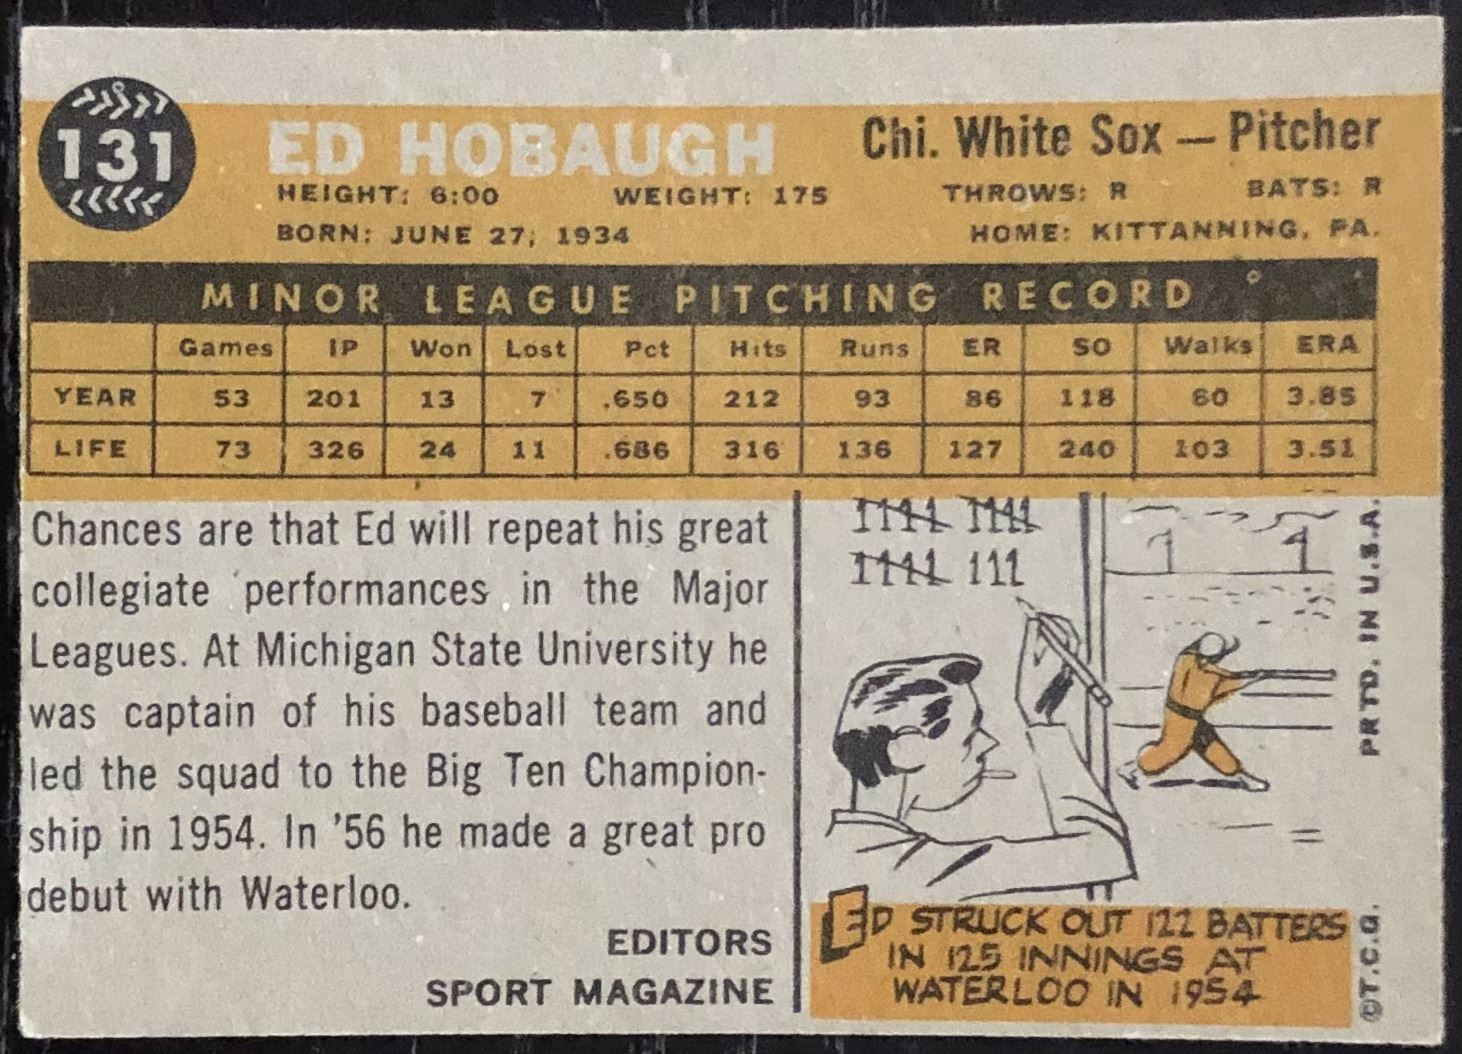 131
ED HOBAUGH Chi. White Sox — Pitcher
HEIGHT: 6:00 WEIGHT: 175 THROWS: R BATS: R
BORN: JUNE 27, 1934 HOME: KITTANNING, PA.
MINOR LEAGUE PITCHING RECORD
Games IP Won Lost Pct Hits Runs ER SO Walks ERA
YEAR 53 201 13 7 .650 212 93 86 118 60 3.85
LIFE 73 326 24 11 .686 316 136 127 240 103 3.51
Chances are that Ed will repeat his great
collegiate performances in the Major
Leagues. At Michigan State University he
was captain of his baseball team and
led the squad to the Big Ten Champion-
ship in 1954. In '56 he made a great pro
debut with Waterloo.
EDITORS
SPORT MAGAZINE
ED STRUCK OUT 122 BATTERS
IN 125 INNINGS AT
WATERLOO IN 1954
©T.C.G. PRTD. IN U.S.A.